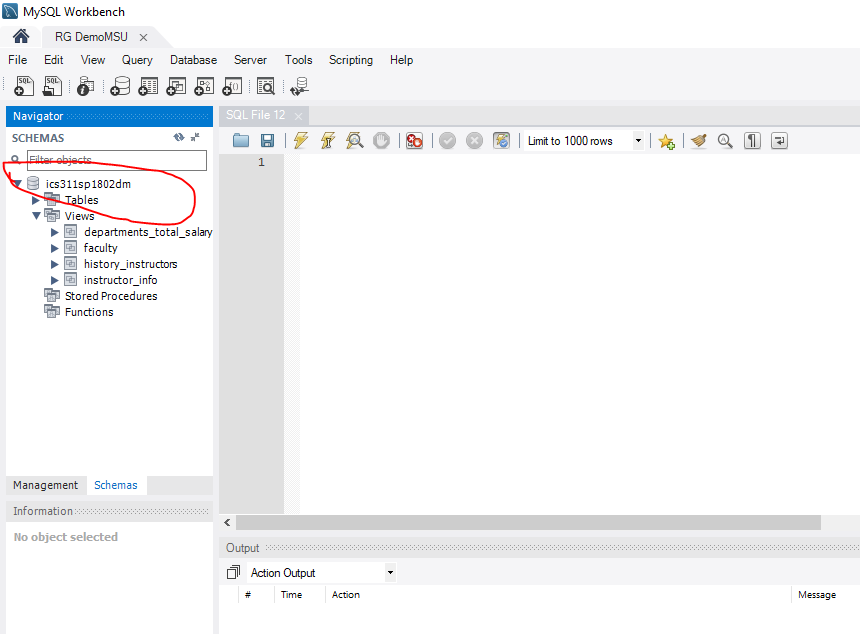 MySQL Workbench
RG DemoMSU
File Edit View Query Database Server Tools Scripting Help
SQL SQL
Navigator
SCHEMAS
Filter objects
ics311sp1802dm
Tables
Views
departments_total_salary
faculty
history_instructors
instructor_info
Stored Procedures
Functions
Management Schemas
Information
No object selected
SQL File 12
Limit to 1000 rows
1
Output
Action Output
# Time Action Message